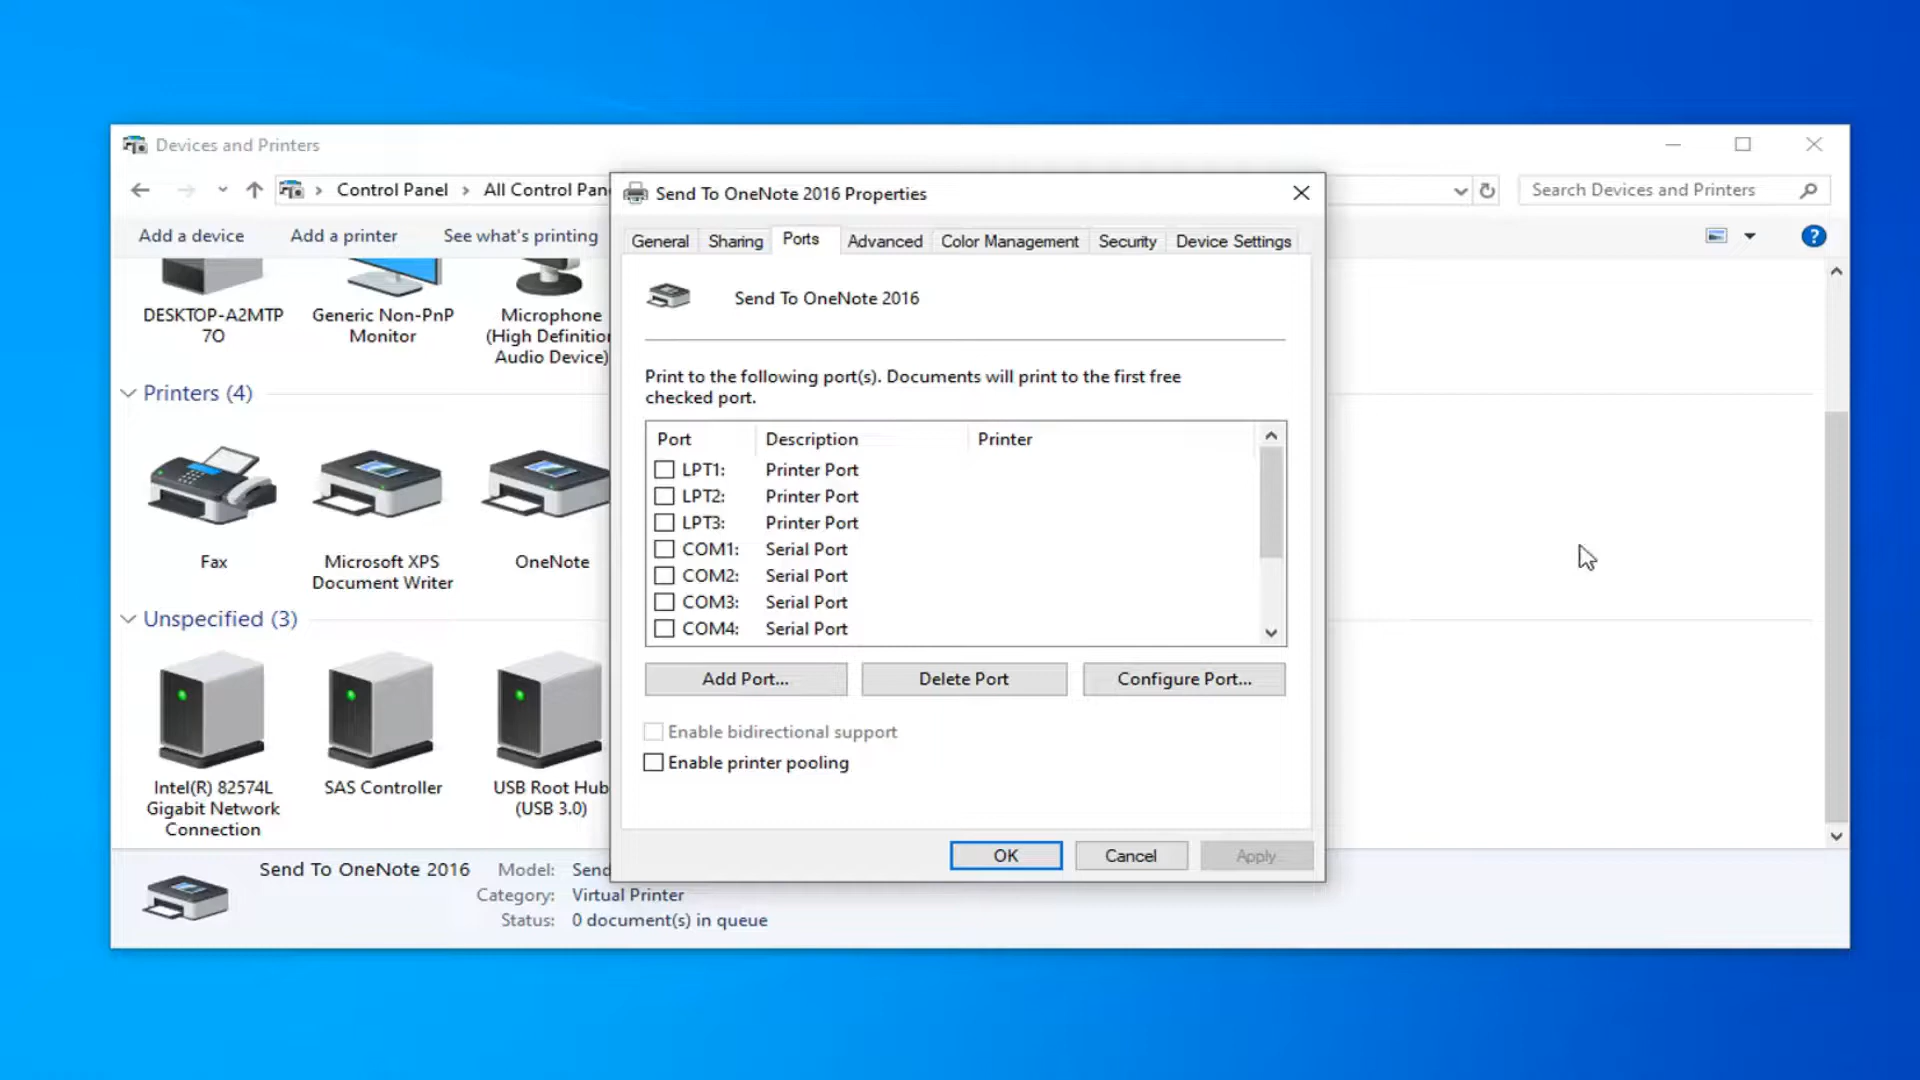 Devices and Printers
Control Panel > All Control Pan
Search Devices and Printers
Add a device
Add a printer
See what's printing
?
DESKTOP-A2MTP
7O
Generic Non-PnP
Monitor
Microphone
(High Definition
Audio Device)
Printers (4)
Fax
Microsoft XPS
Document Writer
OneNote
Unspecified (3)
Intel(R) 82574L
Gigabit Network
Connection
SAS Controller
USB Root Hub
(USB 3.0)
Send To OneNote 2016
Model: Send
Category: Virtual Printer
Status: 0 document(s) in queue
Send To OneNote 2016 Properties
General
Sharing
Ports
Advanced
Color Management
Security
Device Settings
Send To OneNote 2016
Print to the following port(s). Documents will print to the first free
checked port.
Port Description Printer
LPT1: Printer Port
LPT2: Printer Port
LPT3: Printer Port
COM1: Serial Port
COM2: Serial Port
COM3: Serial Port
COM4: Serial Port
Add Port...
Delete Port
Configure Port...
Enable bidirectional support
Enable printer pooling
OK
Cancel
Apply